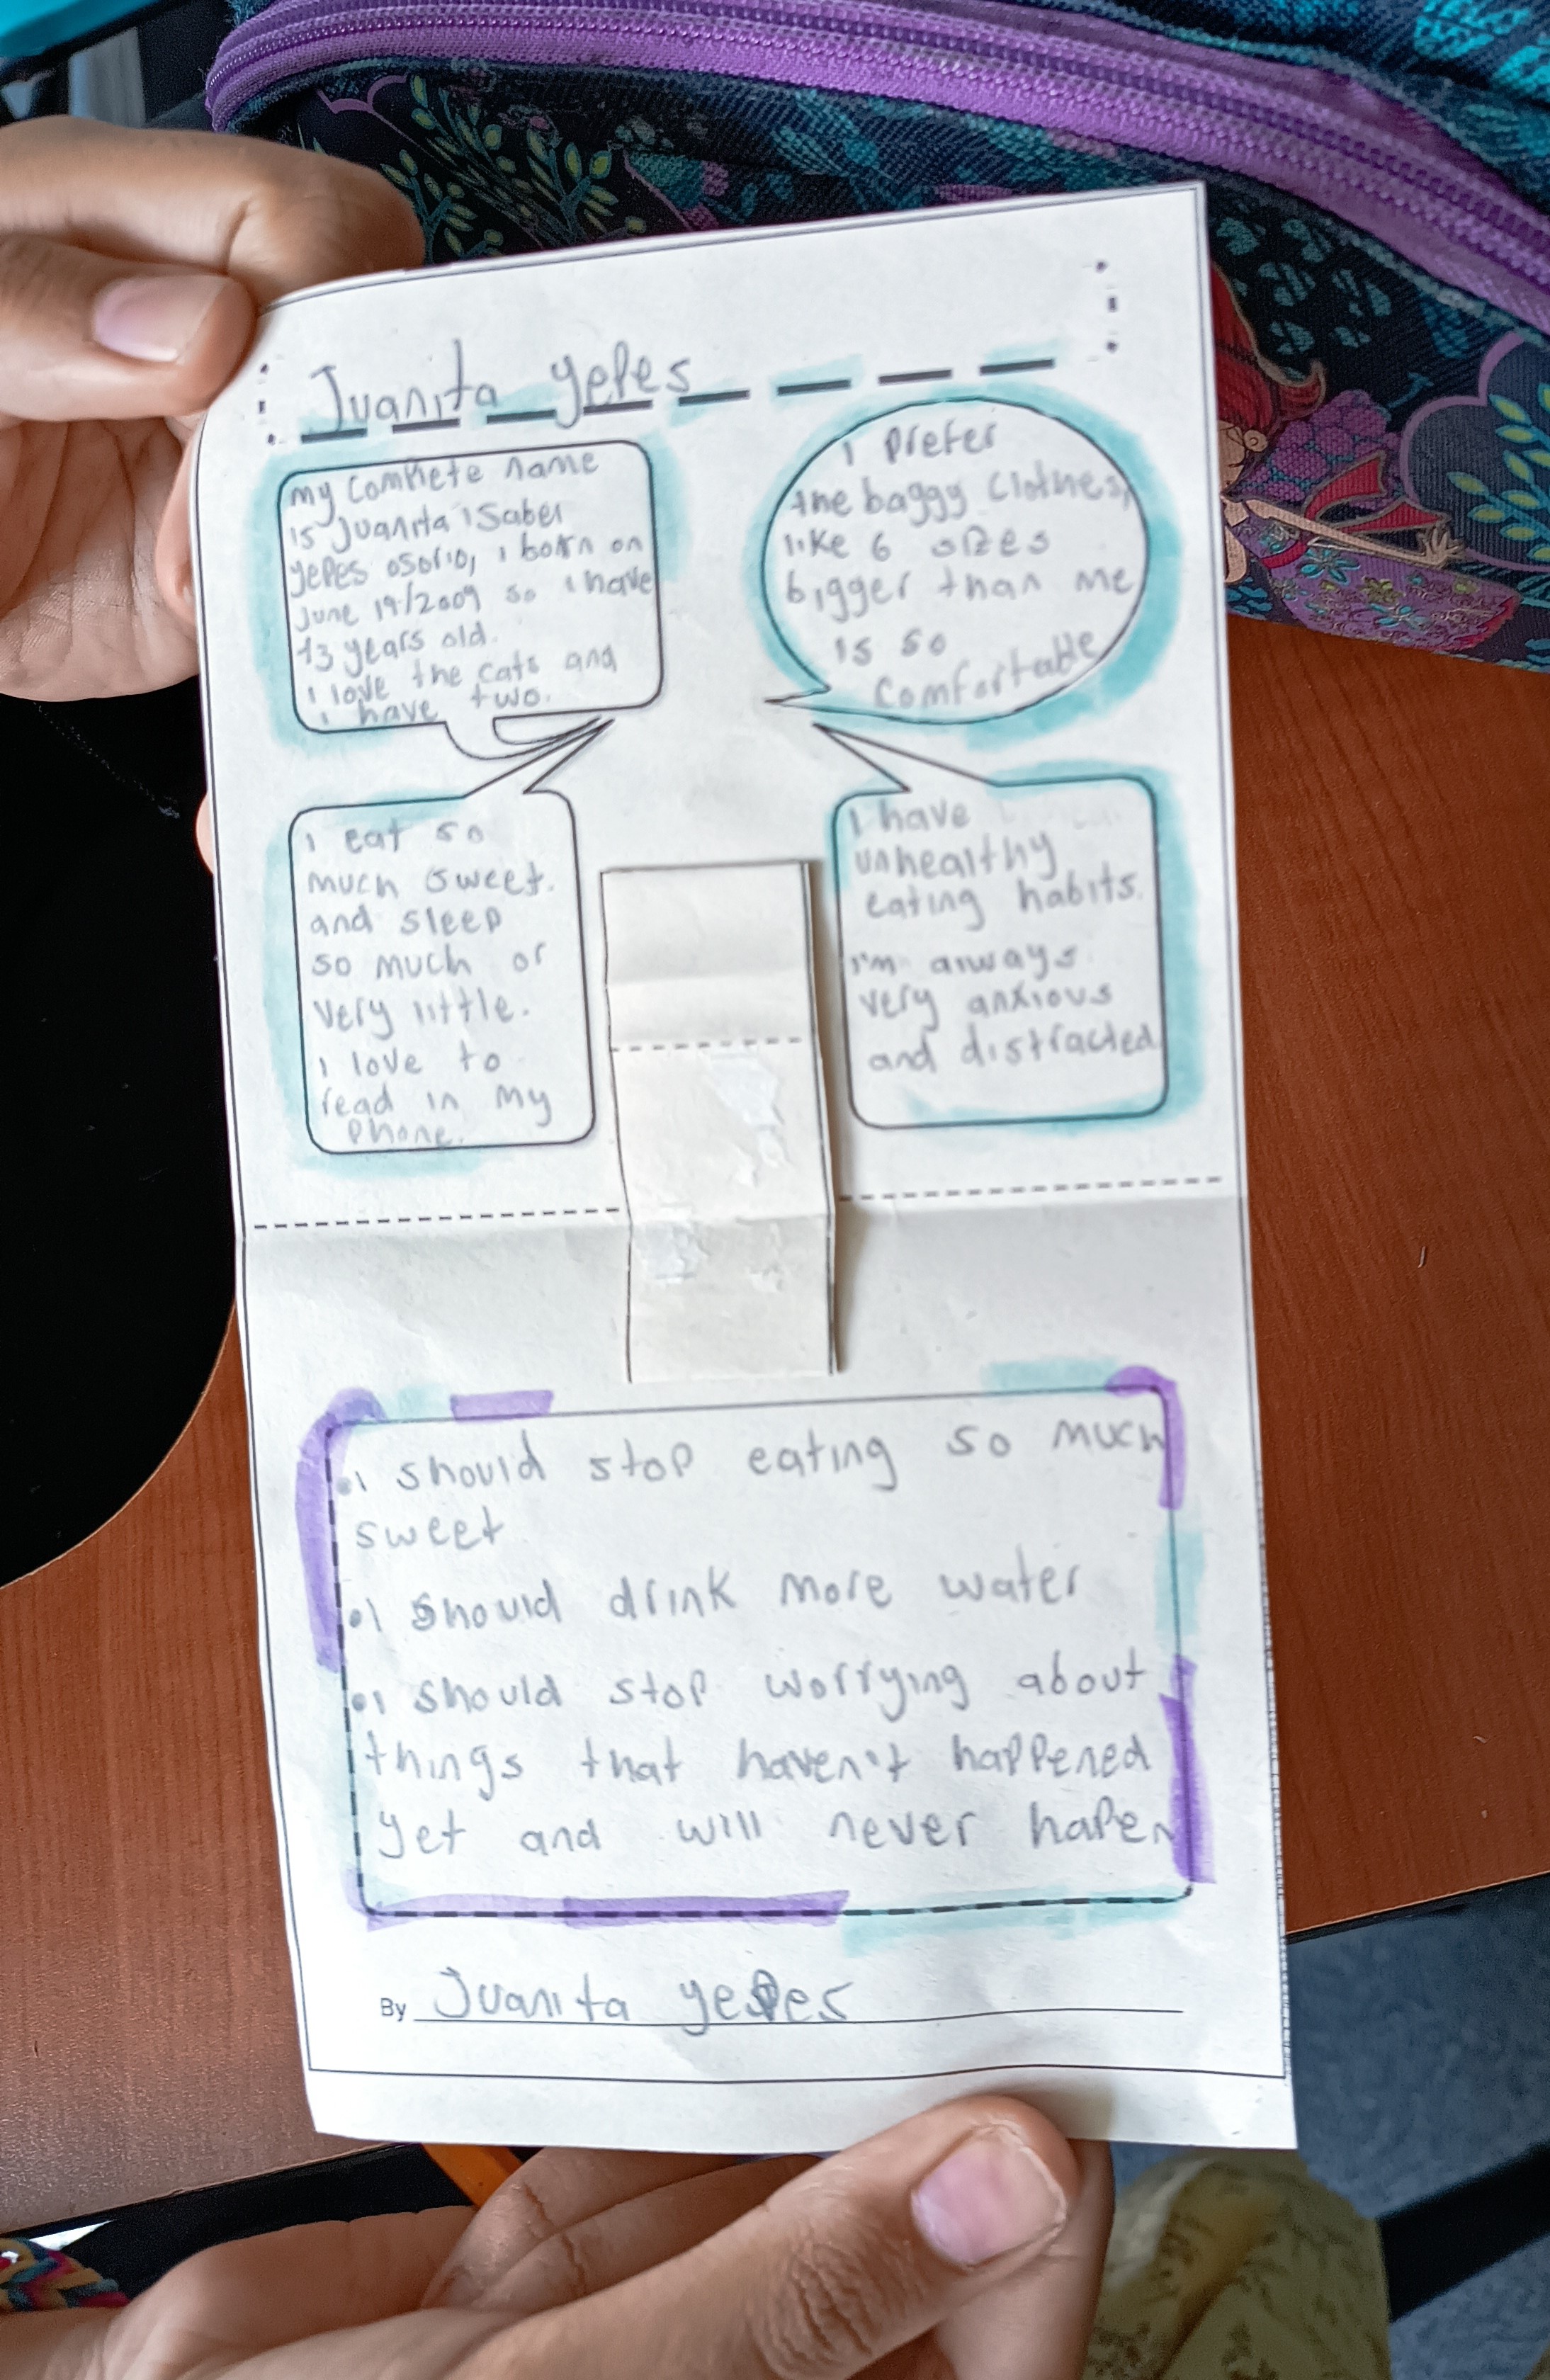 Juanita yepes
my complete name
is Juanita isabel
yepes osorio, i born on
june 19/2009 so i have
13 years old.
i love the cats and
i have two.
i prefer
the baggy clothes,
like 6 sizes
bigger than me
is so
comfortable
i eat so
much sweet.
and sleep
so much or
very little.
i love to
read in my
phone.
I have
unhealthy
eating habits.
i'm always
very anxious
and distracted
•i should stop eating so much
sweet
•i should drink more water
•i should stop worrying about
things that haven't happened
yet and will never hapen
By Juanita yepes